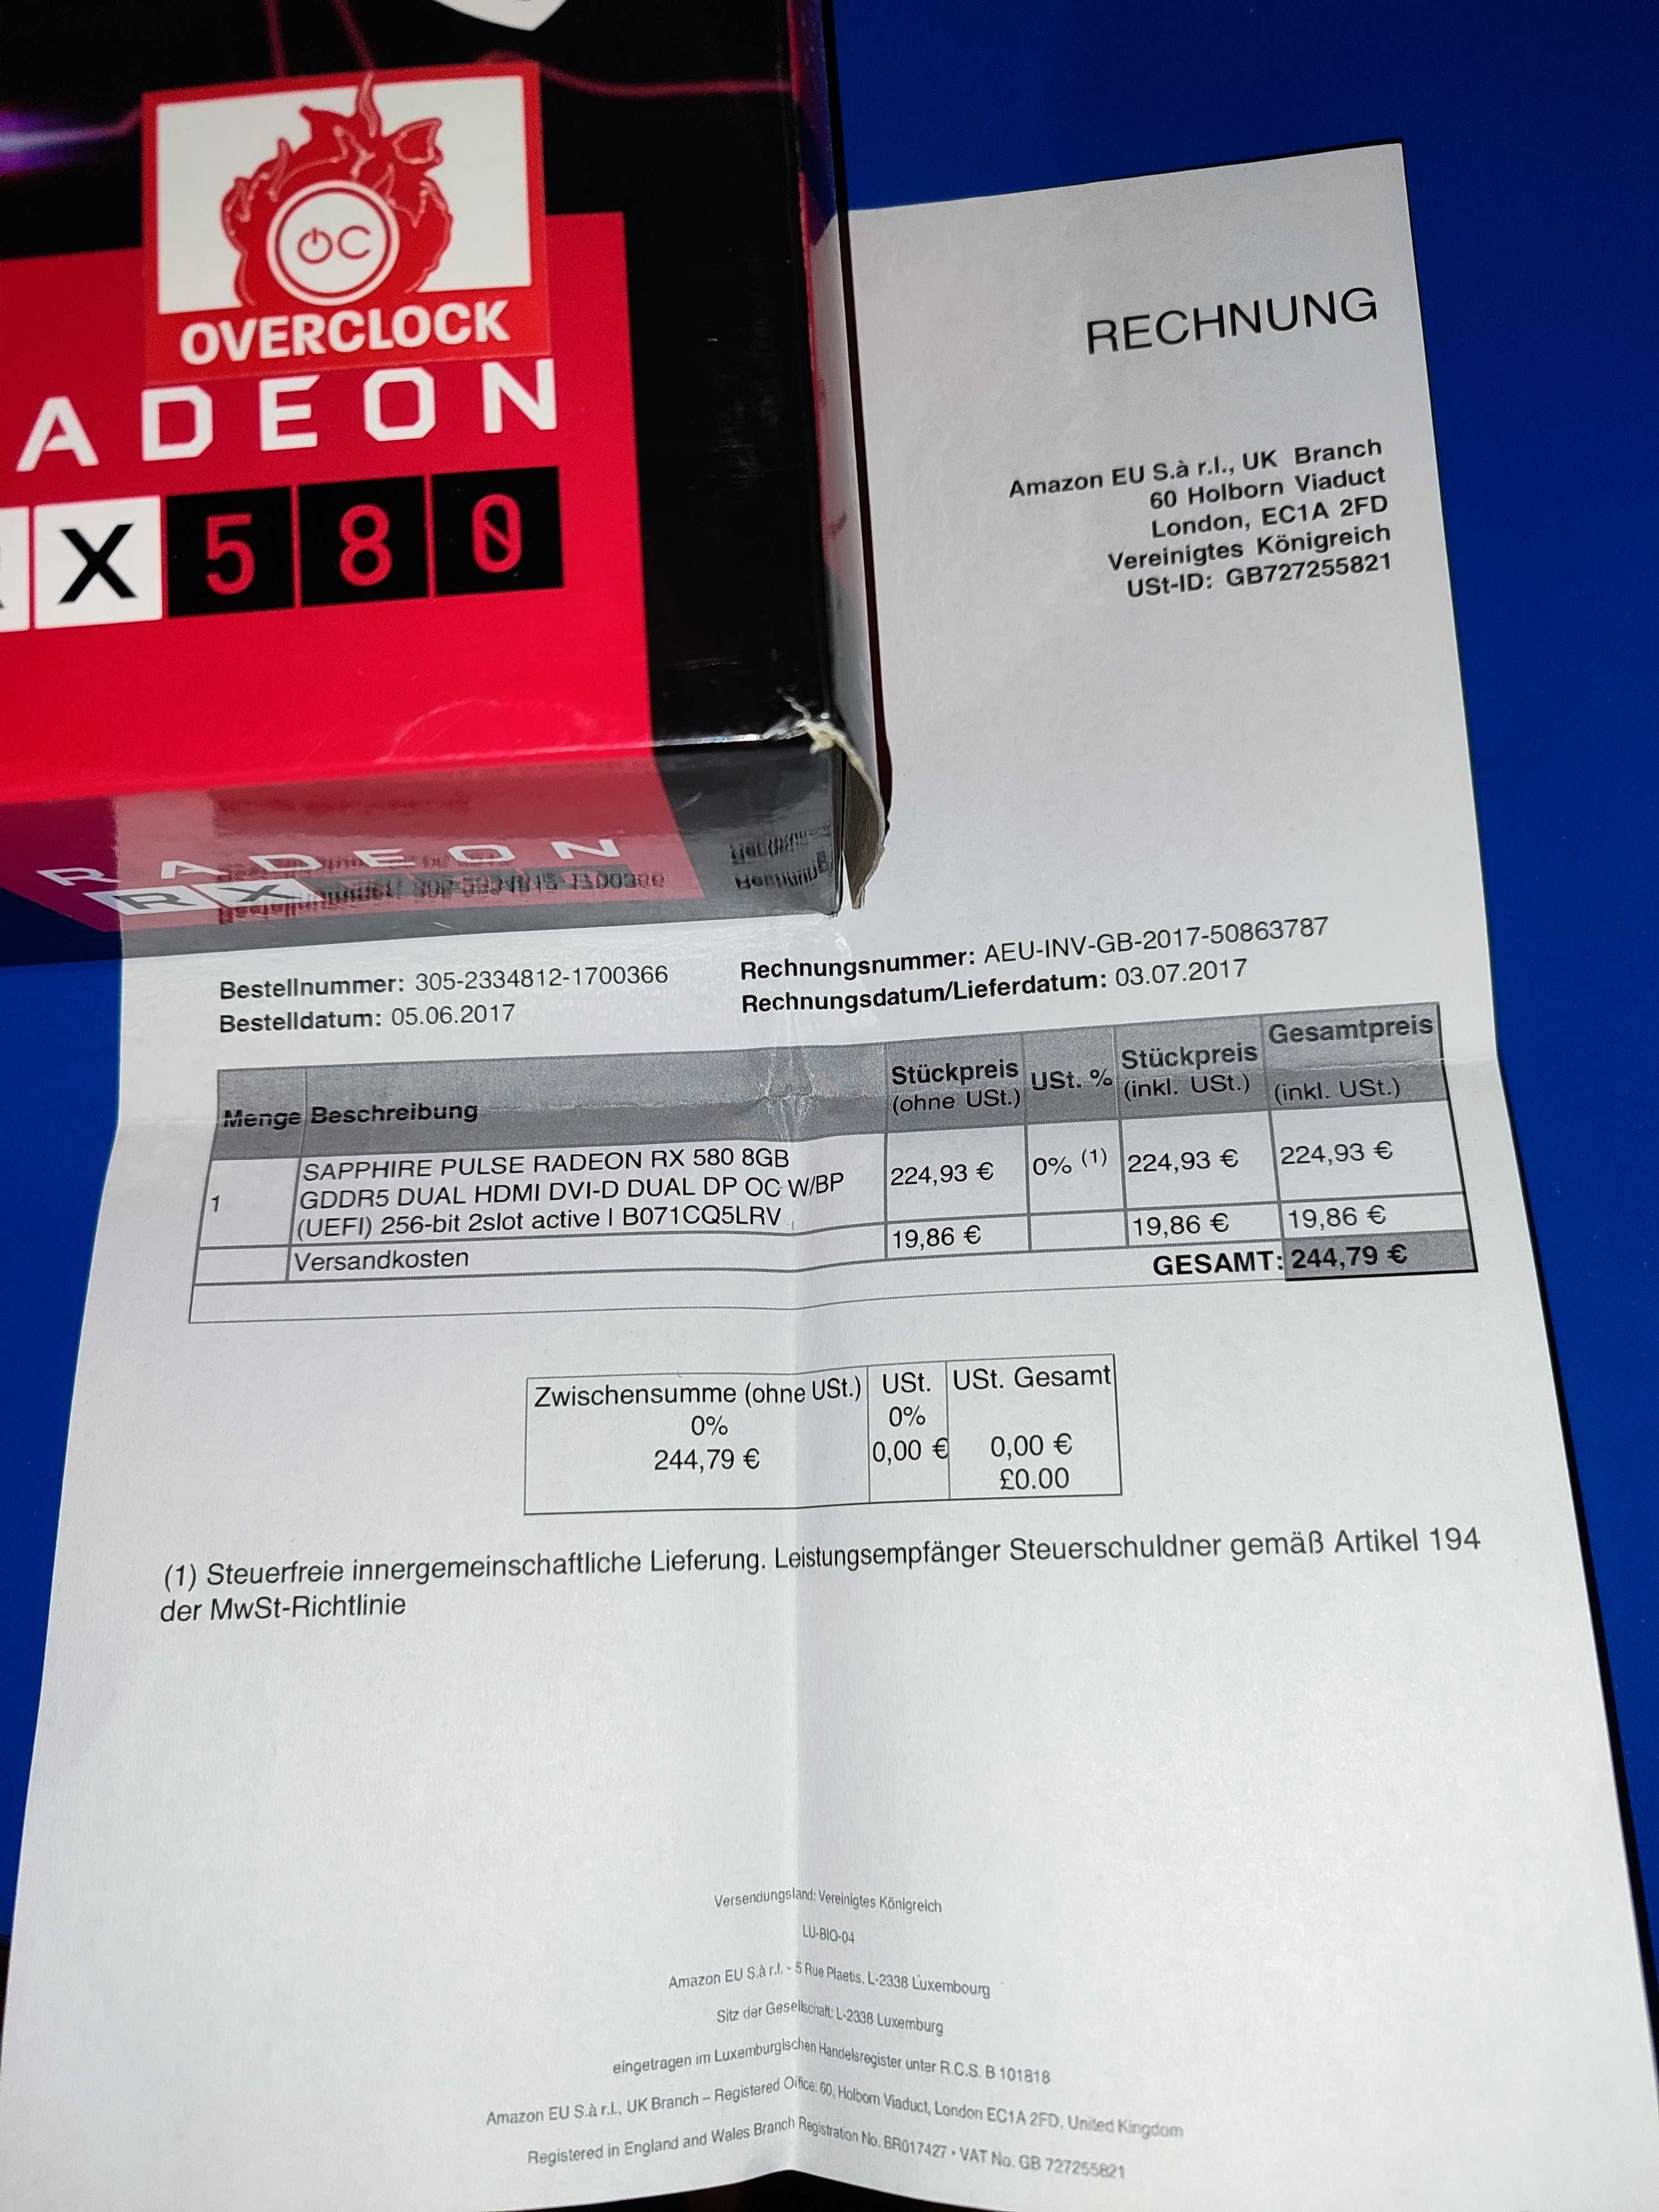 OC
OVERCLOCK
ADEON
X 580
RADEON
RX
RECHNUNG
Amazon EU S.à r.l., UK Branch
60 Holborn Viaduct
London, EC1A 2FD
Vereinigtes Königreich
USt-ID: GB727255821
Bestellnummer: 305-2334812-1700366
Bestelldatum: 05.06.2017
Rechnungsnummer: AEU-INV-GB-2017-50863787
Rechnungsdatum/Lieferdatum: 03.07.2017
Menge Beschreibung Stückpreis (ohne USt.) USt. % Stückpreis (inkl. USt.) Gesamtpreis (inkl. USt.)
1 SAPPHIRE PULSE RADEON RX 580 8GB 224,93 € 0% (1) 224,93 € 224,93 €
GDDR5 DUAL HDMI DVI-D DUAL DP OC W/BP
(UEFI) 256-bit 2slot active | B071CQ5LRV
Versandkosten 19,86 € 19,86 € 19,86 €
GESAMT: 244,79 €
Zwischensumme (ohne USt.) USt. USt. Gesamt
0% 0%
244,79 € 0,00 € 0,00 €
£0.00
(1) Steuerfreie innergemeinschaftliche Lieferung. Leistungsempfänger Steuerschuldner gemäß Artikel 194
der MwSt-Richtlinie
Versendungsland: Vereinigtes Königreich
LU-BIO-04
Amazon EU S.à r.l. - 5 Rue Plaetis, L-2338 Luxembourg
Sitz der Gesellschaft: L-2338 Luxemburg
eingetragen im Luxemburgischen Handelsregister unter R.C.S. B 101818
Amazon EU S.à r.l., UK Branch – Registered Office: 60, Holborn Viaduct, London EC1A 2FD, United Kingdom
Registered in England and Wales Branch Registration No. BR017427 • VAT No. GB 727255821